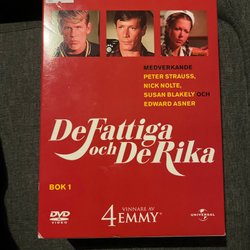 MEDVERKANDE
PETER STRAUSS,
NICK NOLTE,
SUSAN BLAKELY OCH
EDWARD ASNER
De Fattiga
och De Rika
BOK 1
DVD
VIDEO
VINNARE AV
4 EMMY
UNIVERSAL